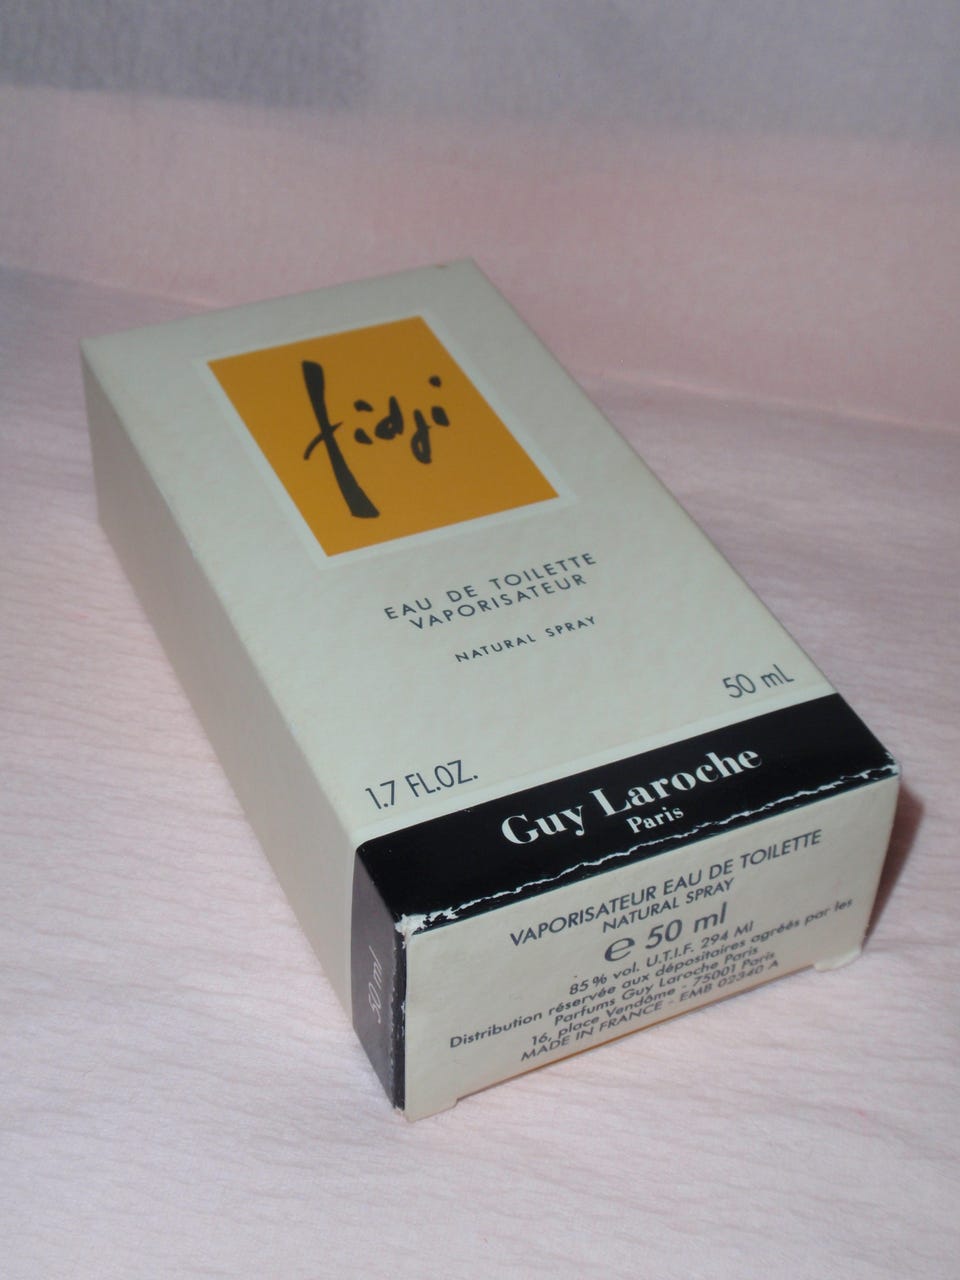 fidji
EAU DE TOILETTE
VAPORISATEUR
NATURAL SPRAY
50 mL
1.7 FL.OZ.
Guy Laroche
Paris
50 ml
VAPORISATEUR EAU DE TOILETTE
NATURAL SPRAY
e 50 ml
85% vol. U.T.I.F. 294 MI
Distribution réservée aux dépositaires agréés par les
Parfums Guy Laroche Paris
16, place Vendôme - 75001 Paris
MADE IN FRANCE - EMB 02340 A